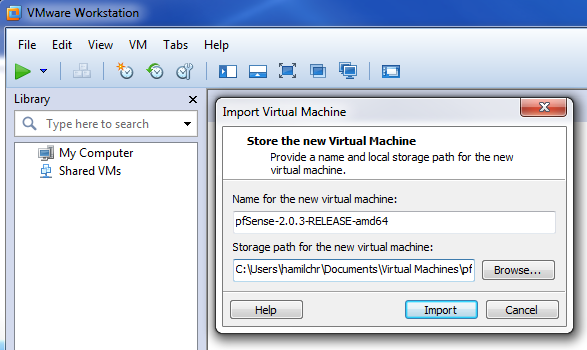 VMware Workstation
File Edit View VM Tabs Help
Library
Type here to search
My Computer
Shared VMs
Import Virtual Machine
Store the new Virtual Machine
Provide a name and local storage path for the new
virtual machine.
Name for the new virtual machine:
pfSense-2.0.3-RELEASE-amd64
Storage path for the new virtual machine:
C:\Users\hamilchr\Documents\Virtual Machines\pf
Browse...
Help Import Cancel